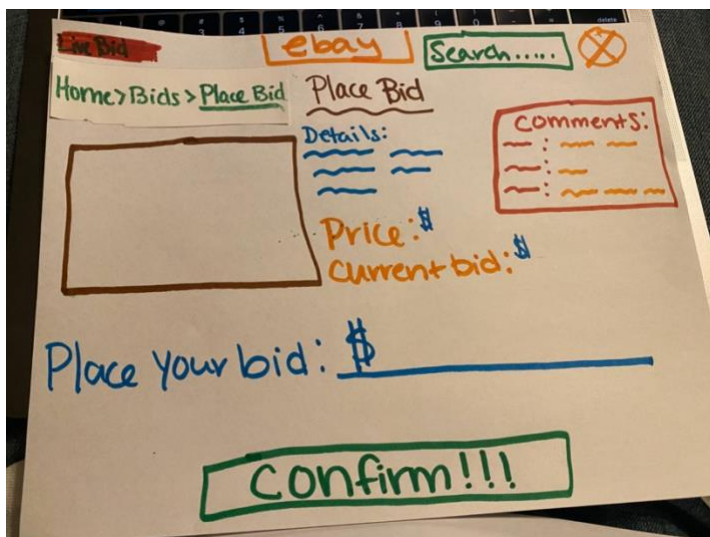 Live Bid
ebay
Search.....
Home>Bids>Place Bid
Place Bid
Details:
Comments:
Price: $
Current bid: $
Place your bid: $
Confirm!!!